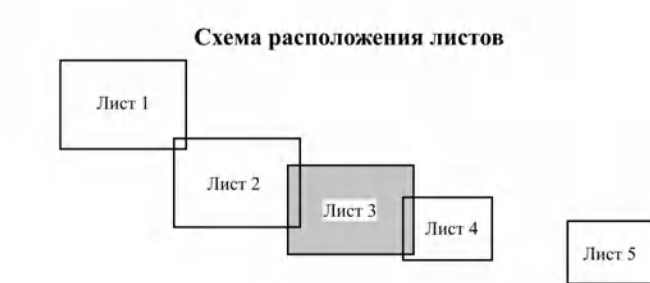 Схема расположения листов
Лист 1
Лист 2
Лист 3
Лист 4
Лист 5